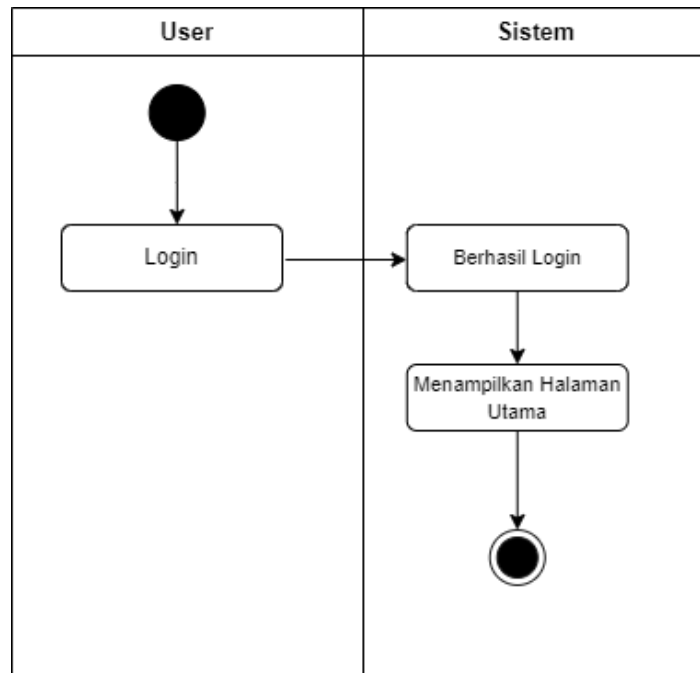 User
Sistem
Login
Berhasil Login
Menampilkan Halaman
Utama